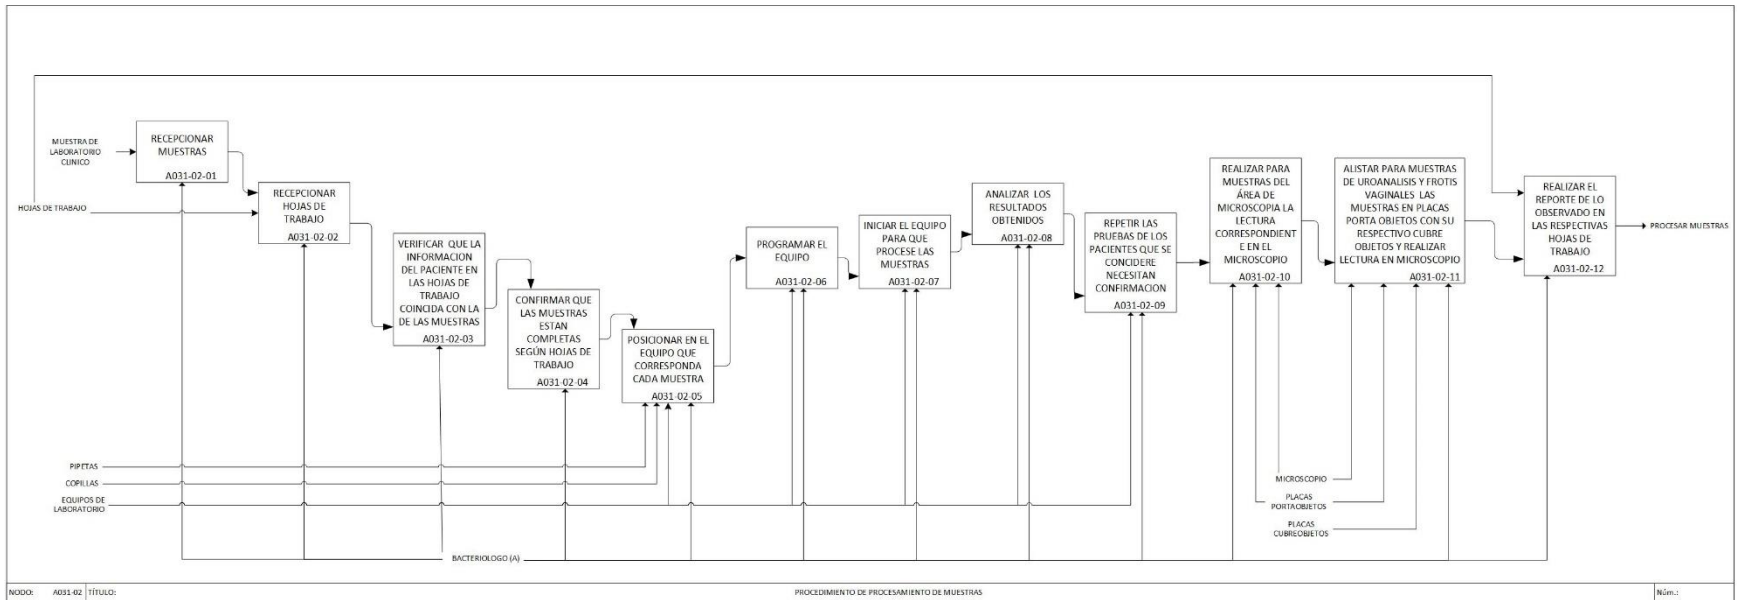 MUESTRA DE
LABORATORIO
CLINICO
HOJAS DE TRABAJO
RECEPCIONAR
MUESTRAS
A031-02-01
RECEPCIONAR
HOJAS DE
TRABAJO
A031-02-02
VERIFICAR QUE LA
INFORMACION
DEL PACIENTE EN
LAS HOJAS DE
TRABAJO
COINCIDA CON LA
DE LAS MUESTRAS
A031-02-03
CONFIRMAR QUE
LAS MUESTRAS
ESTAN
COMPLETAS
SEGÚN HOJAS DE
TRABAJO
A031-02-04
POSICIONAR EN EL
EQUIPO QUE
CORRESPONDA
CADA MUESTRA
A031-02-05
PROGRAMAR EL
EQUIPO
A031-02-06
INICIAR EL EQUIPO
PARA QUE
PROCESE LAS
MUESTRAS
A031-02-07
ANALIZAR LOS
RESULTADOS
OBTENIDOS
A031-02-08
REPETIR LAS
PRUEBAS DE LOS
PACIENTES QUE SE
CONCIDERE
NECESITAN
CONFIRMACION
A031-02-09
REALIZAR PARA
MUESTRAS DEL
ÁREA DE
MICROSCOPIA LA
LECTURA
CORRESPONDIENT
E EN EL
MICROSCOPIO
A031-02-10
ALISTAR PARA MUESTRAS
DE UROANALISIS Y FROTIS
VAGINALES LAS
MUESTRAS EN PLACAS
PORTA OBJETOS CON SU
RESPECTIVO CUBRE
OBJETOS Y REALIZAR
LECTURA EN MICROSCOPIO
A031-02-11
REALIZAR EL
REPORTE DE LO
OBSERVADO EN
LAS RESPECTIVAS
HOJAS DE
TRABAJO
A031-02-12
PROCESAR MUESTRAS
PIPETAS
COPILLAS
EQUIPOS DE
LABORATORIO
MICROSCOPIO
PLACAS
PORTAOBJETOS
PLACAS
CUBREOBJETOS
BACTERIOLOGO (A)
NODO: A031-02 TÍTULO: PROCEDIMIENTO DE PROCESAMIENTO DE MUESTRAS Núm.: